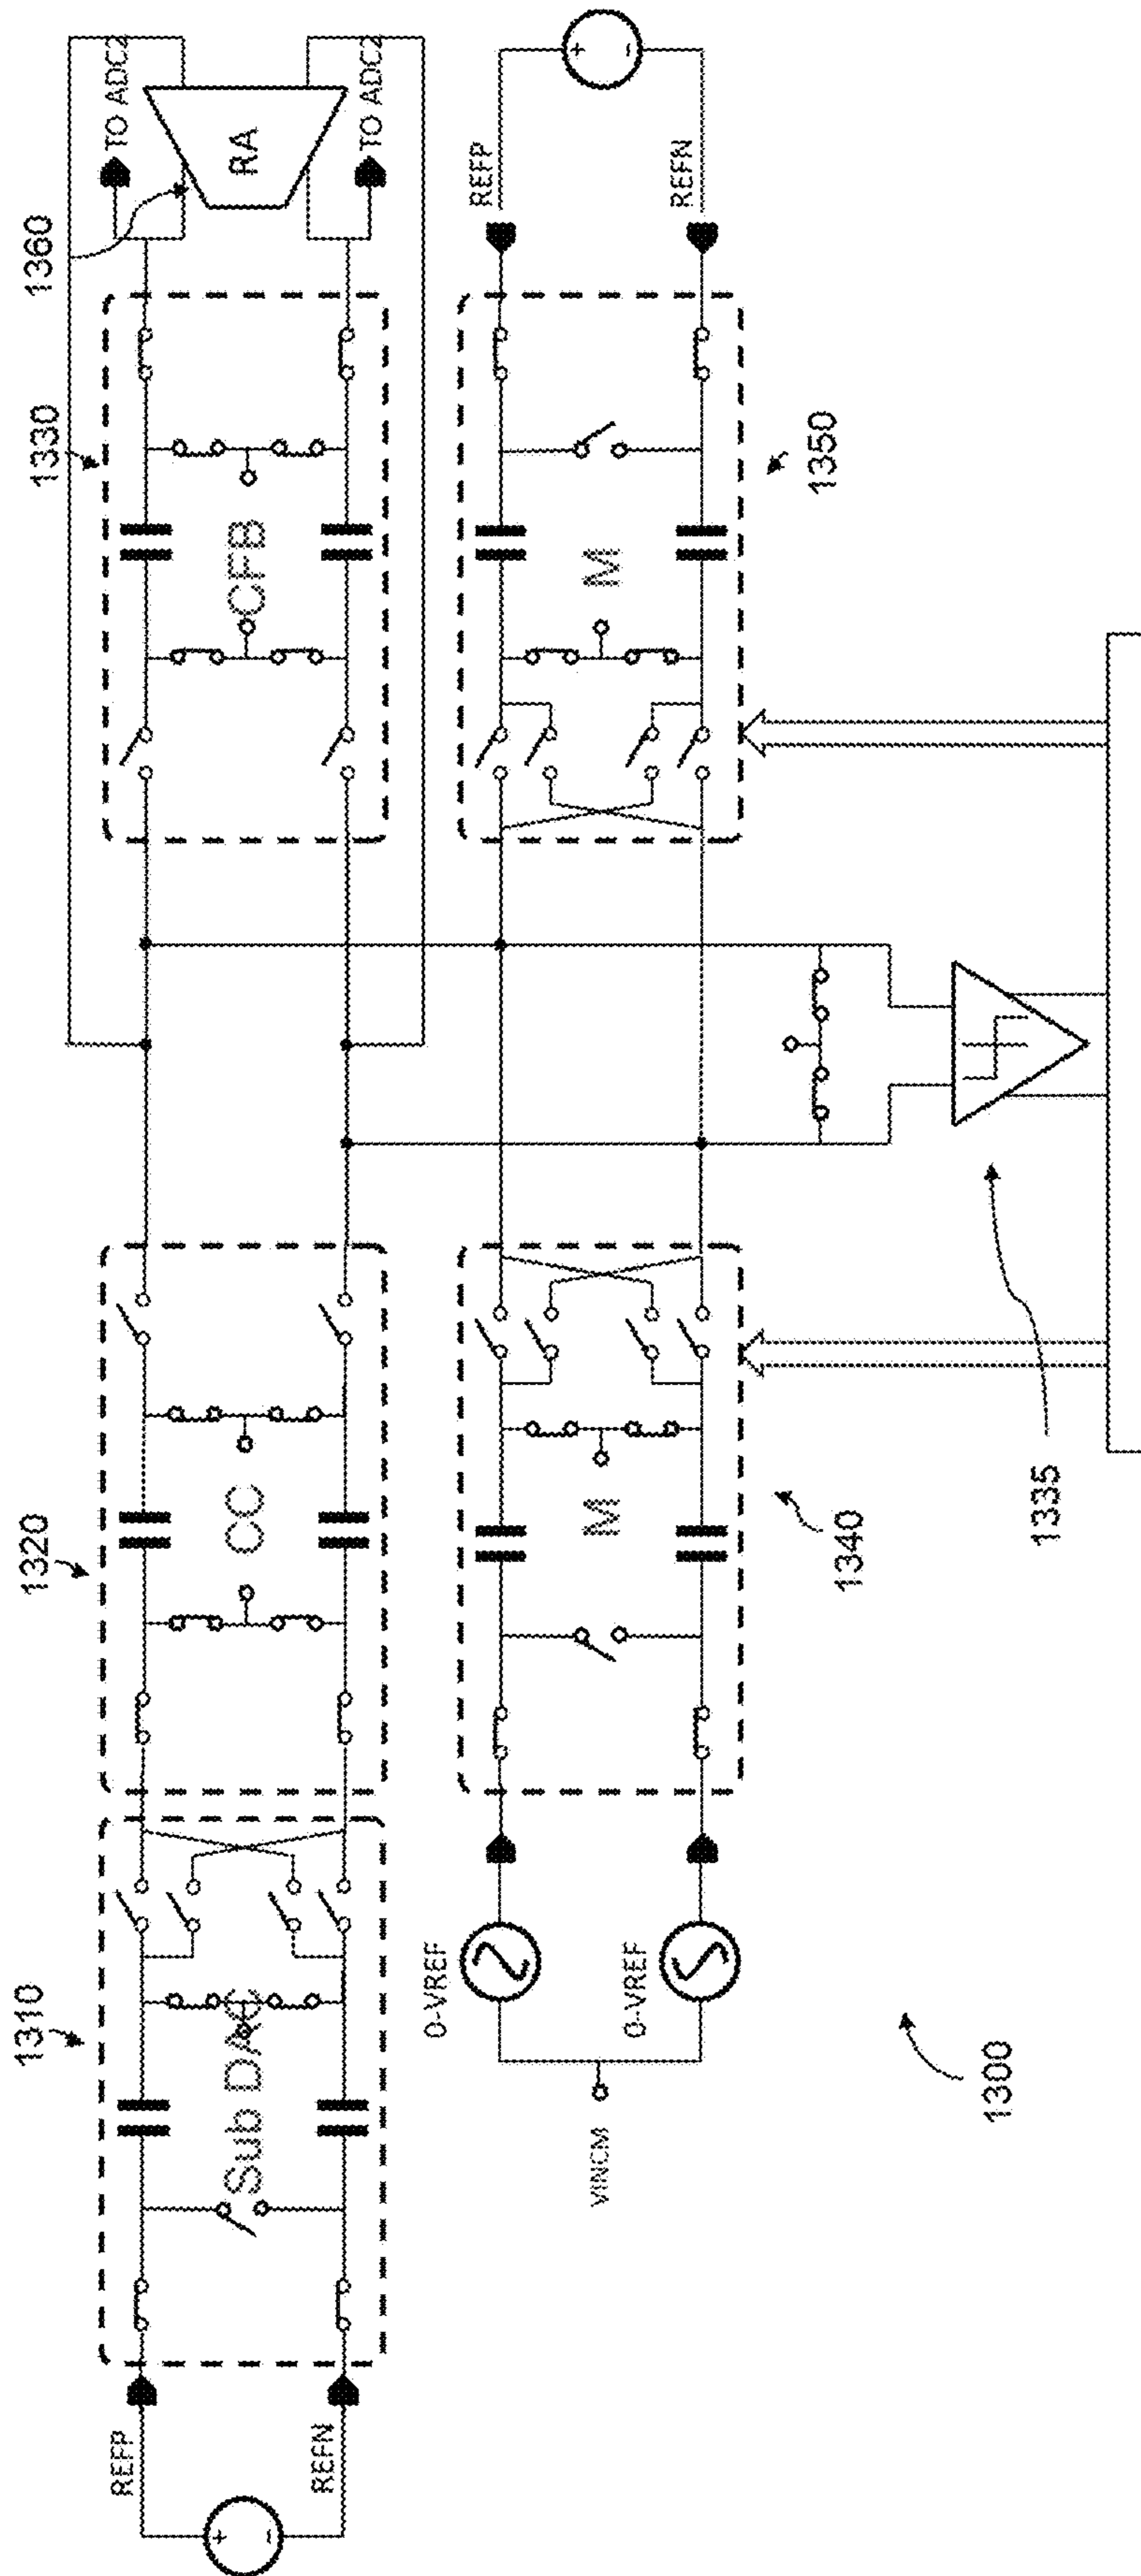 1310
1320
1330
1360
REFP
REFN
Sub DAC
CC
CFB
RA
TO ADC2
TO ADC2
0-VREF
0-VREF
VINCM
M
M
REFP
REFN
1340
1350
1335
1300
+
-
+
-